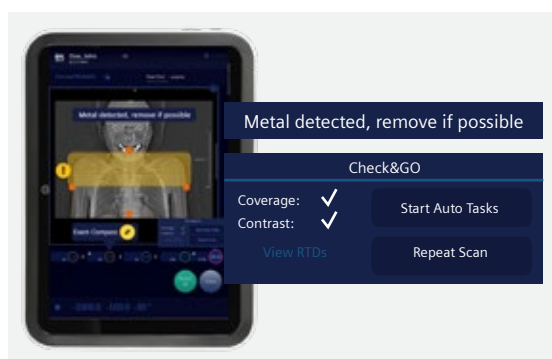 Metal detected, remove if possible
Exam Compass
Metal detected, remove if possible
Check&GO
Coverage: ✓
Contrast: ✓
View RTDs
Start Auto Tasks
Repeat Scan